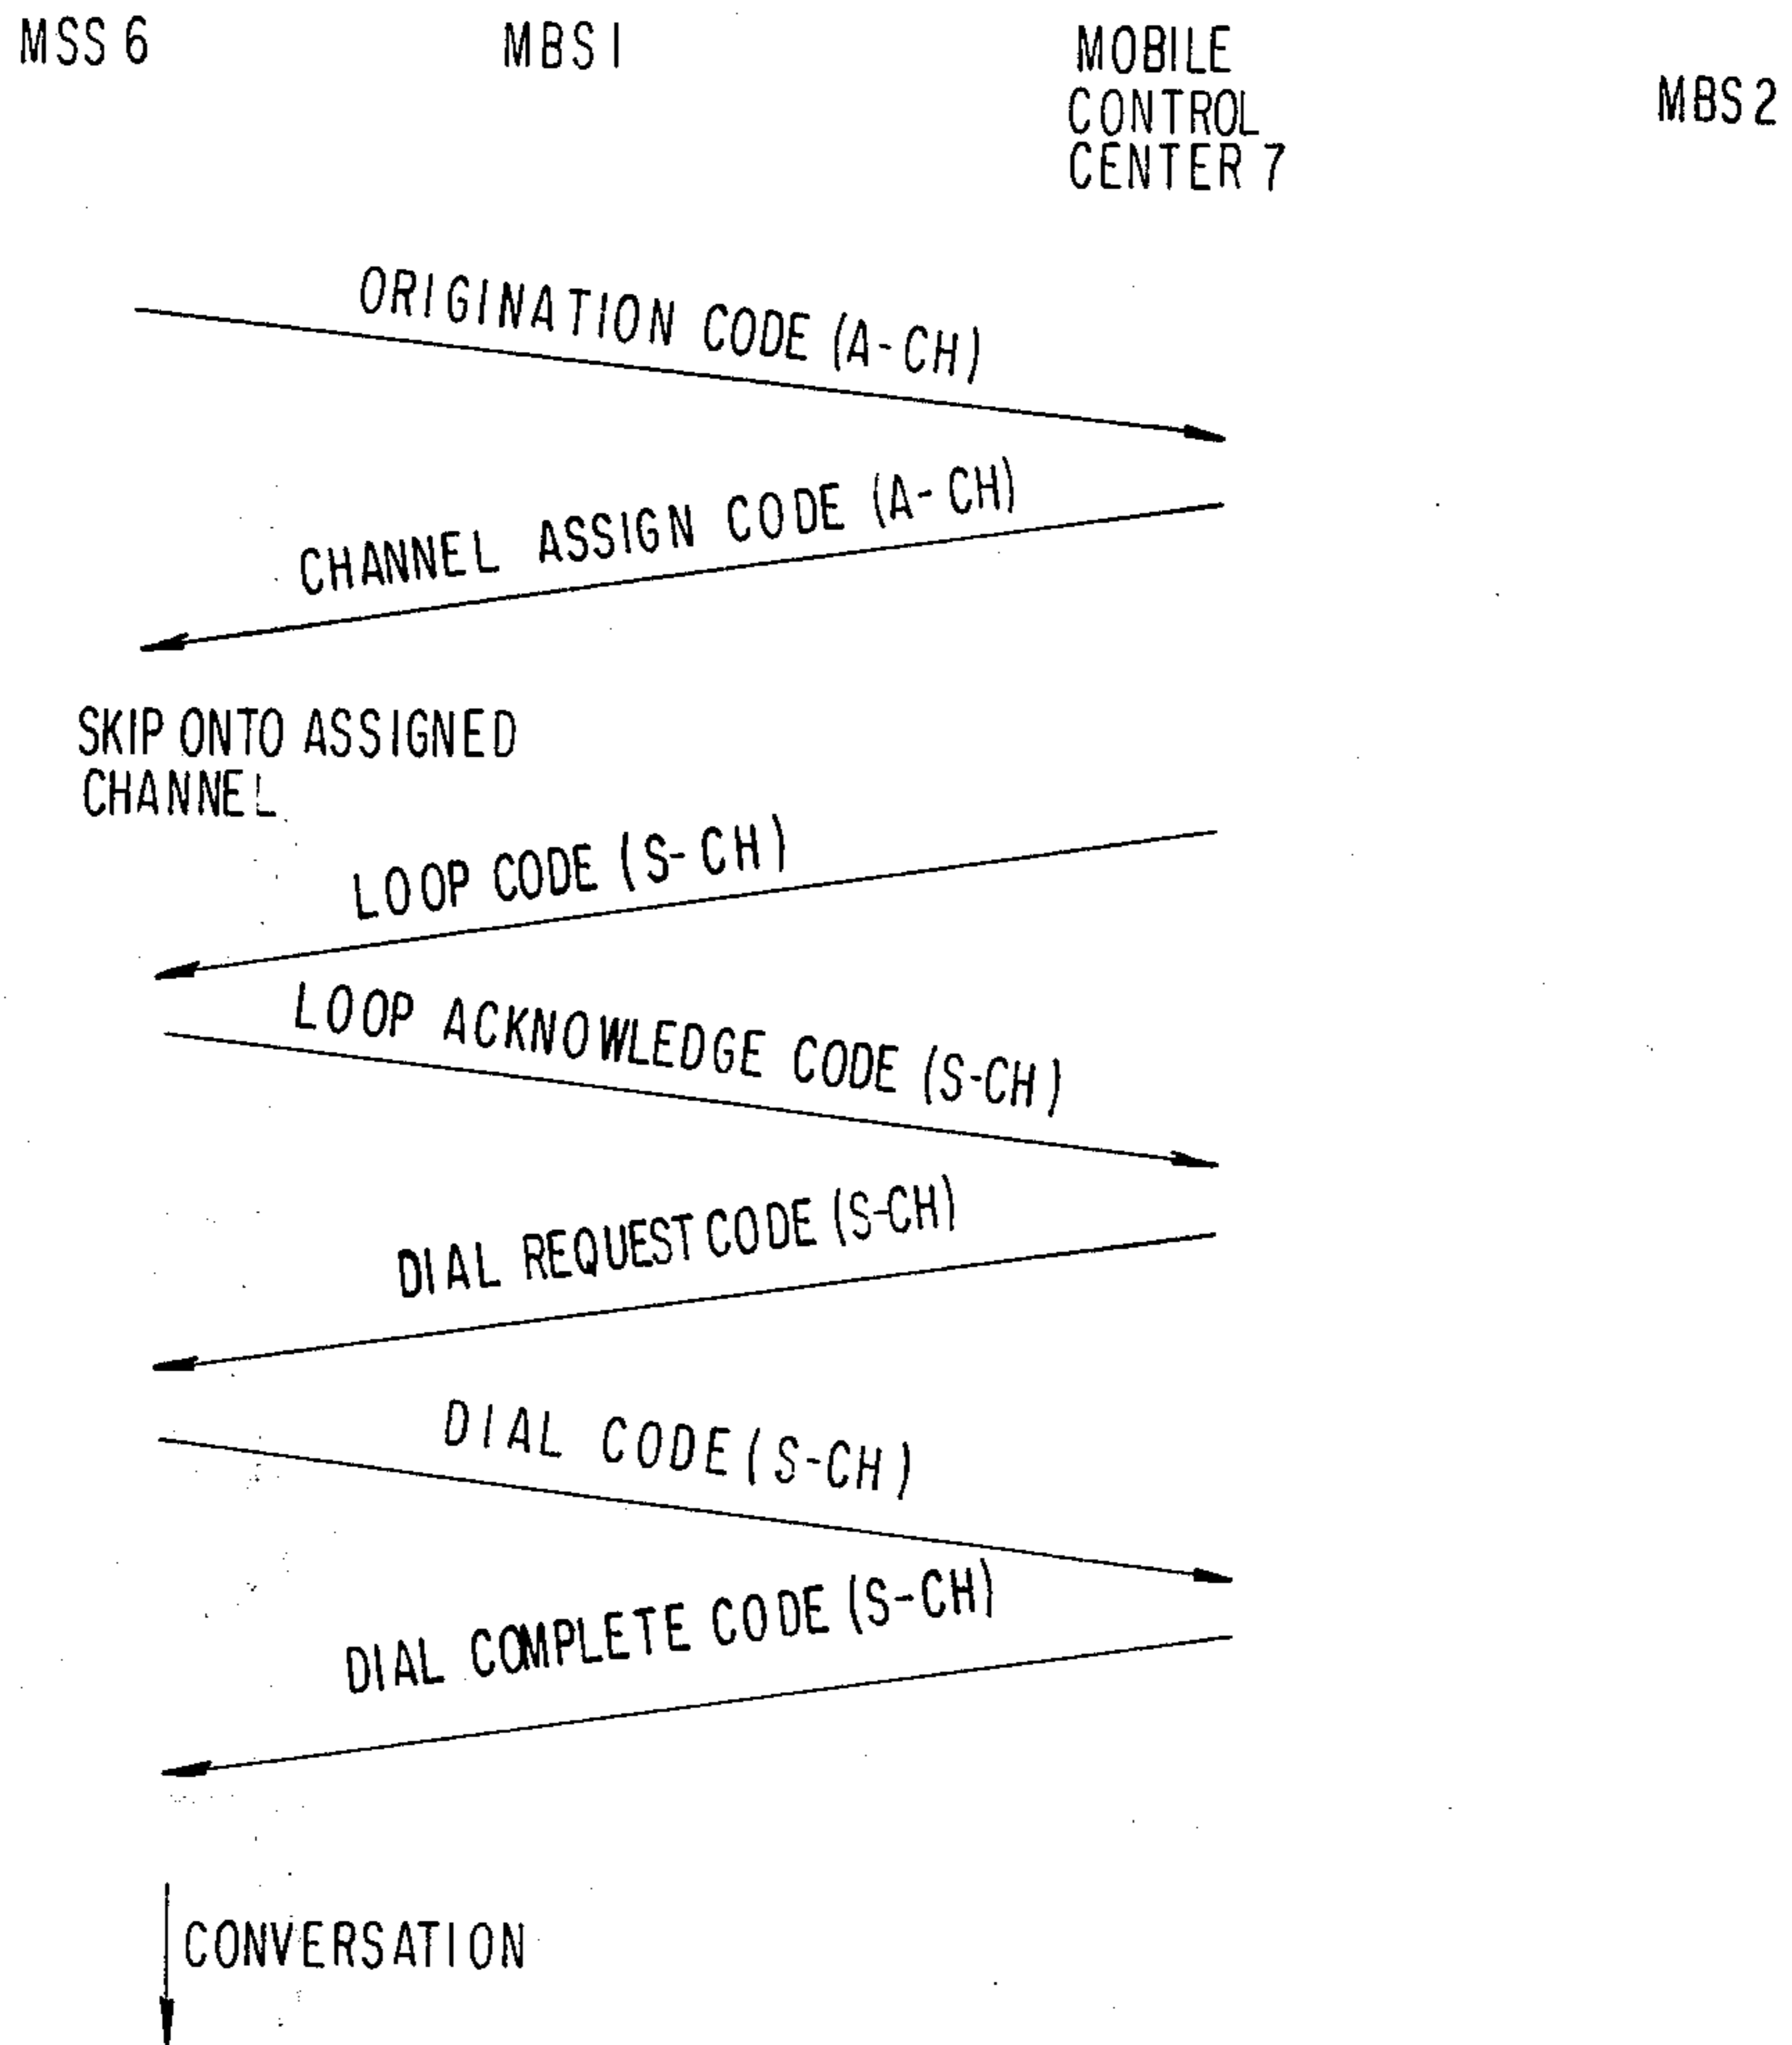 MSS 6
MBS 1
MOBILE
CONTROL
CENTER 7
MBS 2
ORIGINATION CODE (A-CH)
CHANNEL ASSIGN CODE (A-CH)
SKIP ONTO ASSIGNED
CHANNEL
LOOP CODE (S-CH)
LOOP ACKNOWLEDGE CODE (S-CH)
DIAL REQUEST CODE (S-CH)
DIAL CODE (S-CH)
DIAL COMPLETE CODE (S-CH)
CONVERSATION